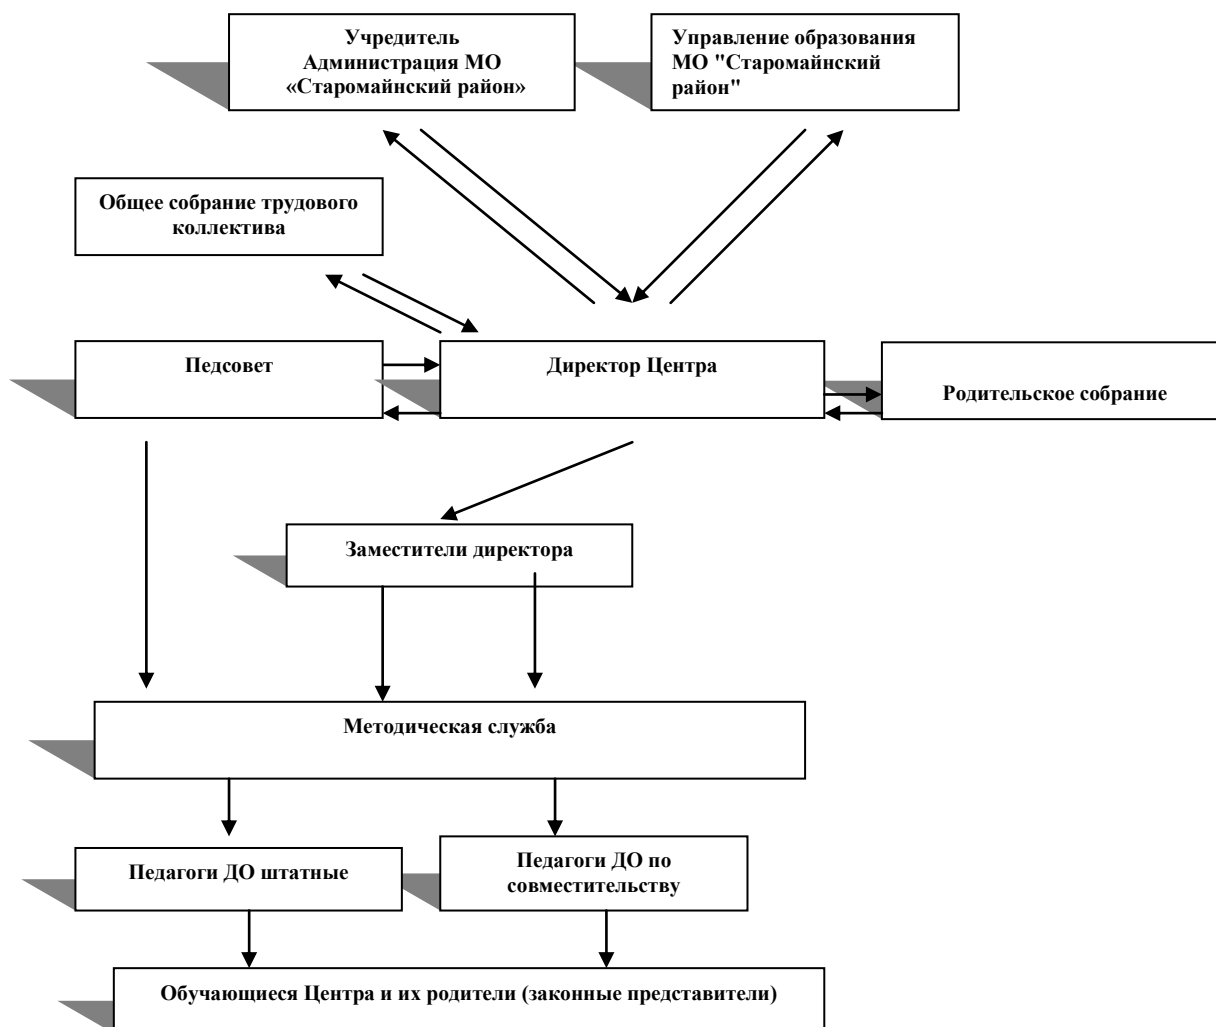 Учредитель
Администрация МО
«Старомайнский район»
Управление образования
МО "Старомайнский
район"
Общее собрание трудового
коллектива
Педсовет
Директор Центра
Родительское собрание
Заместители директора
Методическая служба
Педагоги ДО штатные
Педагоги ДО по
совместительству
Обучающиеся Центра и их родители (законные представители)